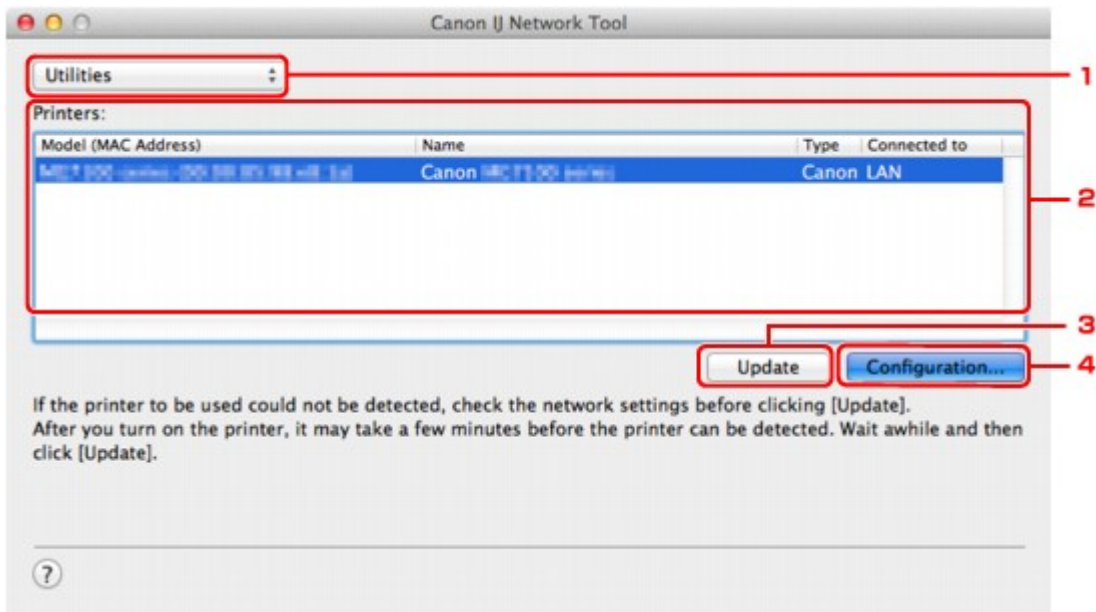 Canon IJ Network Tool
Utilities
1
Printers:
Model (MAC Address) Name Type Connected to
Canon Canon LAN
2
3
Update Configuration...
4
If the printer to be used could not be detected, check the network settings before clicking [Update].
After you turn on the printer, it may take a few minutes before the printer can be detected. Wait awhile and then
click [Update].
?